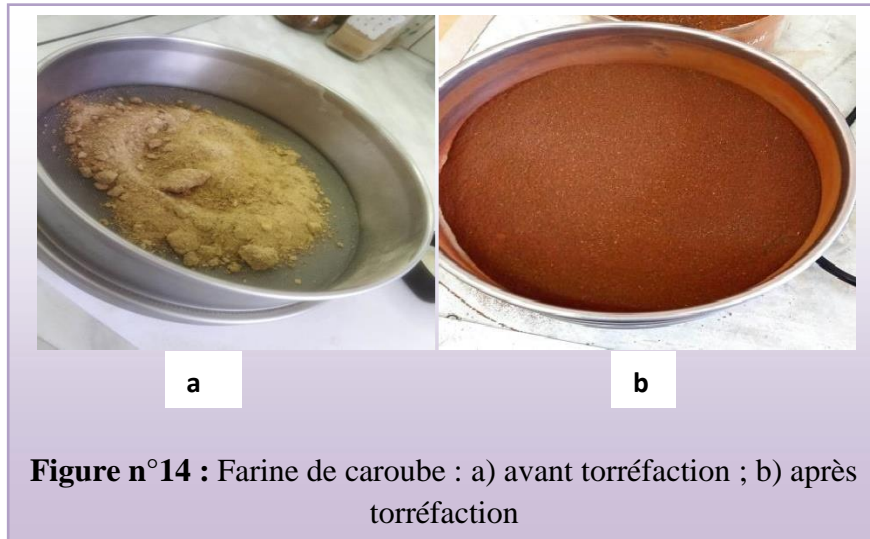 a
b
Figure n°14 : Farine de caroube : a) avant torréfaction ; b) après
torréfaction